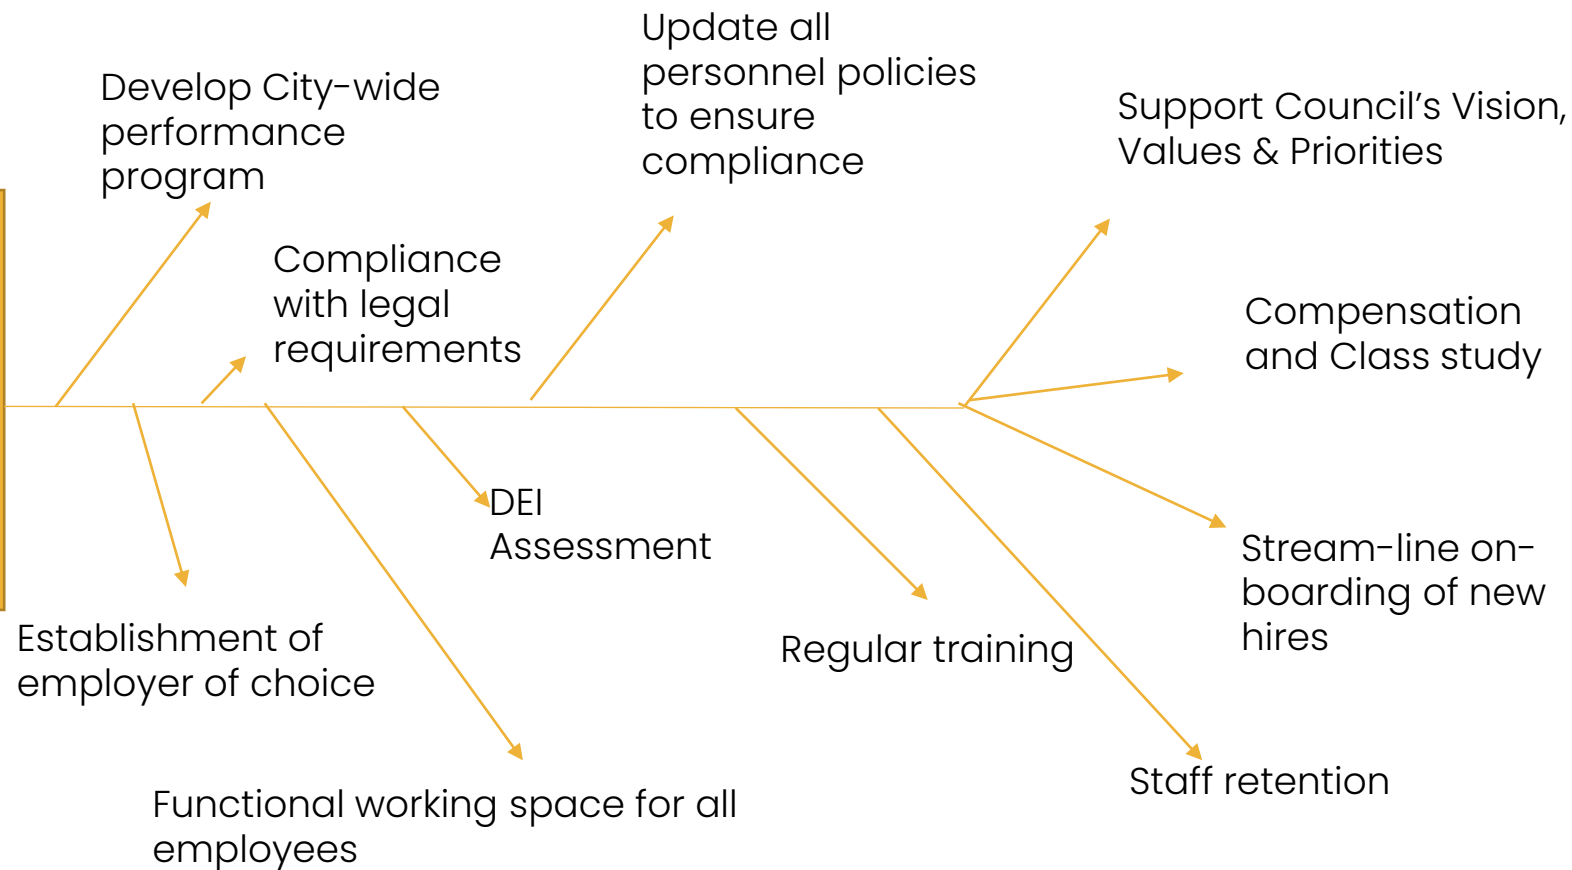 Develop City-wide
performance
program
Update all
personnel policies
to ensure
compliance
Support Council’s Vision,
Values & Priorities
Compliance
with legal
requirements
Compensation
and Class study
DEI
Assessment
Stream-line on-
boarding of new
hires
Establishment of
employer of choice
Regular training
Staff retention
Functional working space for all
employees